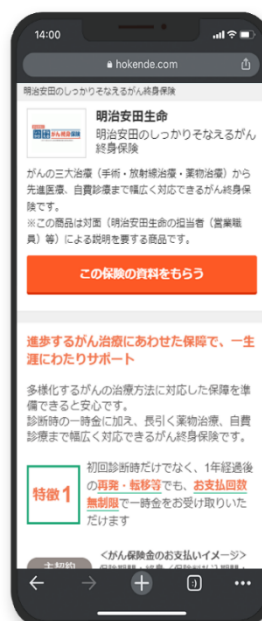 14:00
hokende.com
明治安田のしっかりそなえるがん終身保険
明治安田生命
明治安田のしっかりそなえるがん
終身保険
がんの三大治療（手術・放射線治療・薬物治療）から
先進医療、自費診療まで幅広く対応できるがん終身保
険です。
※この商品は対面（明治安田生命の担当者（営業職
員）等）による説明を要する商品です。
この保険の資料をもらう
進歩するがん治療にあわせた保障で、一生
涯にわたりサポート
多様化するがんの治療方法に対応した保障を準
備できると安心です。
診断時の一時金に加え、長引く薬物治療、自費
診療まで幅広く対応できるがん終身保険です。
特徴1
初回診断時だけでなく、1年経過後
の再発・転移等でも、お支払回数
無制限で一時金をお受け取りいた
だけます
主契約
<がん保険金のお支払いイメージ>